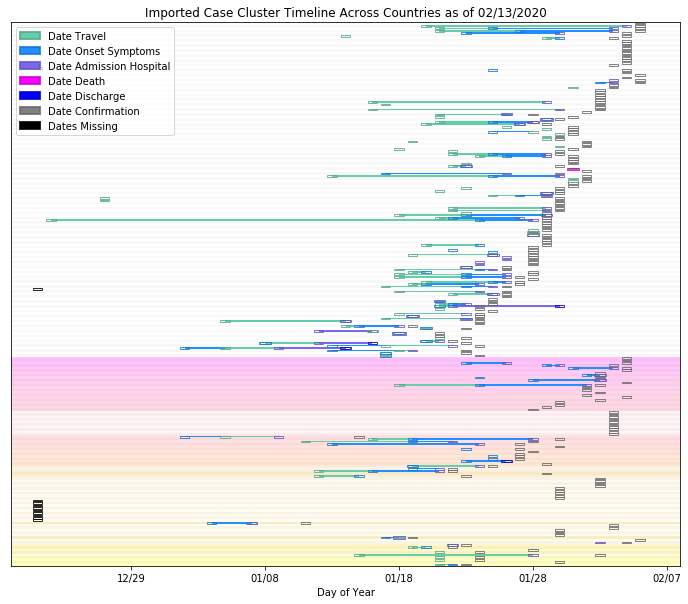 Imported Case Cluster Timeline Across Countries as of 02/13/2020
Date Travel
Date Onset Symptoms
Date Admission Hospital
Date Death
Date Discharge
Date Confirmation
Dates Missing
12/29 01/08 01/18 01/28 02/07
Day of Year